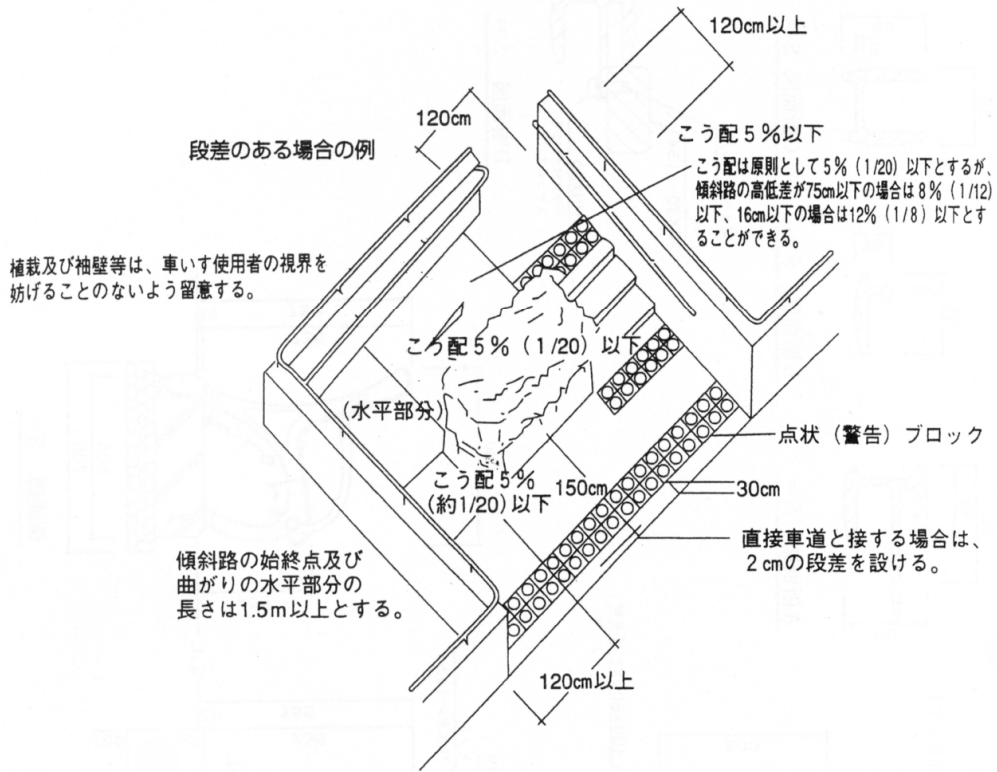 120cm以上
120cm
段差のある場合の例
こう配5%以下
こう配は原則として5%(1/20)以下とするが、
傾斜路の高低差が75cm以下の場合は8%(1/12)
以下、16cm以下の場合は12%(1/8)以下とす
ることができる。
植栽及び袖壁等は、車いす使用者の視界を
妨げることのないよう留意する。
こう配5%(1/20)以下
(水平部分)
点状(警告)ブロック
こう配5%
(約1/20)以下
150cm
30cm
直接車道と接する場合は、
2cmの段差を設ける。
傾斜路の始終点及び
曲がりの水平部分の
長さは1.5m以上とする。
120cm以上